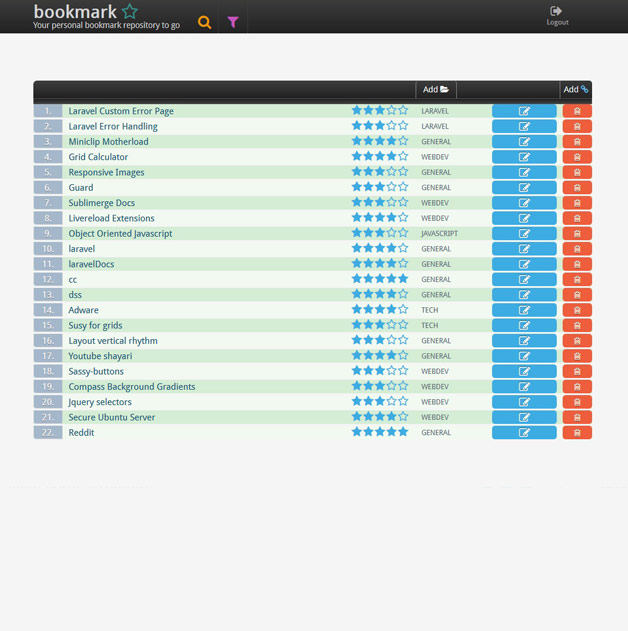 bookmark
Your personal bookmark repository to go
Logout
Add Add
1. Laravel Custom Error Page LARAVEL
2. Laravel Error Handling LARAVEL
3. Miniclip Motherload GENERAL
4. Grid Calculator WEBDEV
5. Responsive Images GENERAL
6. Guard GENERAL
7. Sublimerge Docs WEBDEV
8. Livereload Extensions WEBDEV
9. Object Oriented Javascript JAVASCRIPT
10. laravel GENERAL
11. laravelDocs GENERAL
12. cc GENERAL
13. dss GENERAL
14. Adware TECH
15. Susy for grids TECH
16. Layout vertical rhythm GENERAL
17. Youtube shayari GENERAL
18. Sassy-buttons WEBDEV
19. Compass Background Gradients WEBDEV
20. Jquery selectors WEBDEV
21. Secure Ubuntu Server WEBDEV
22. Reddit GENERAL